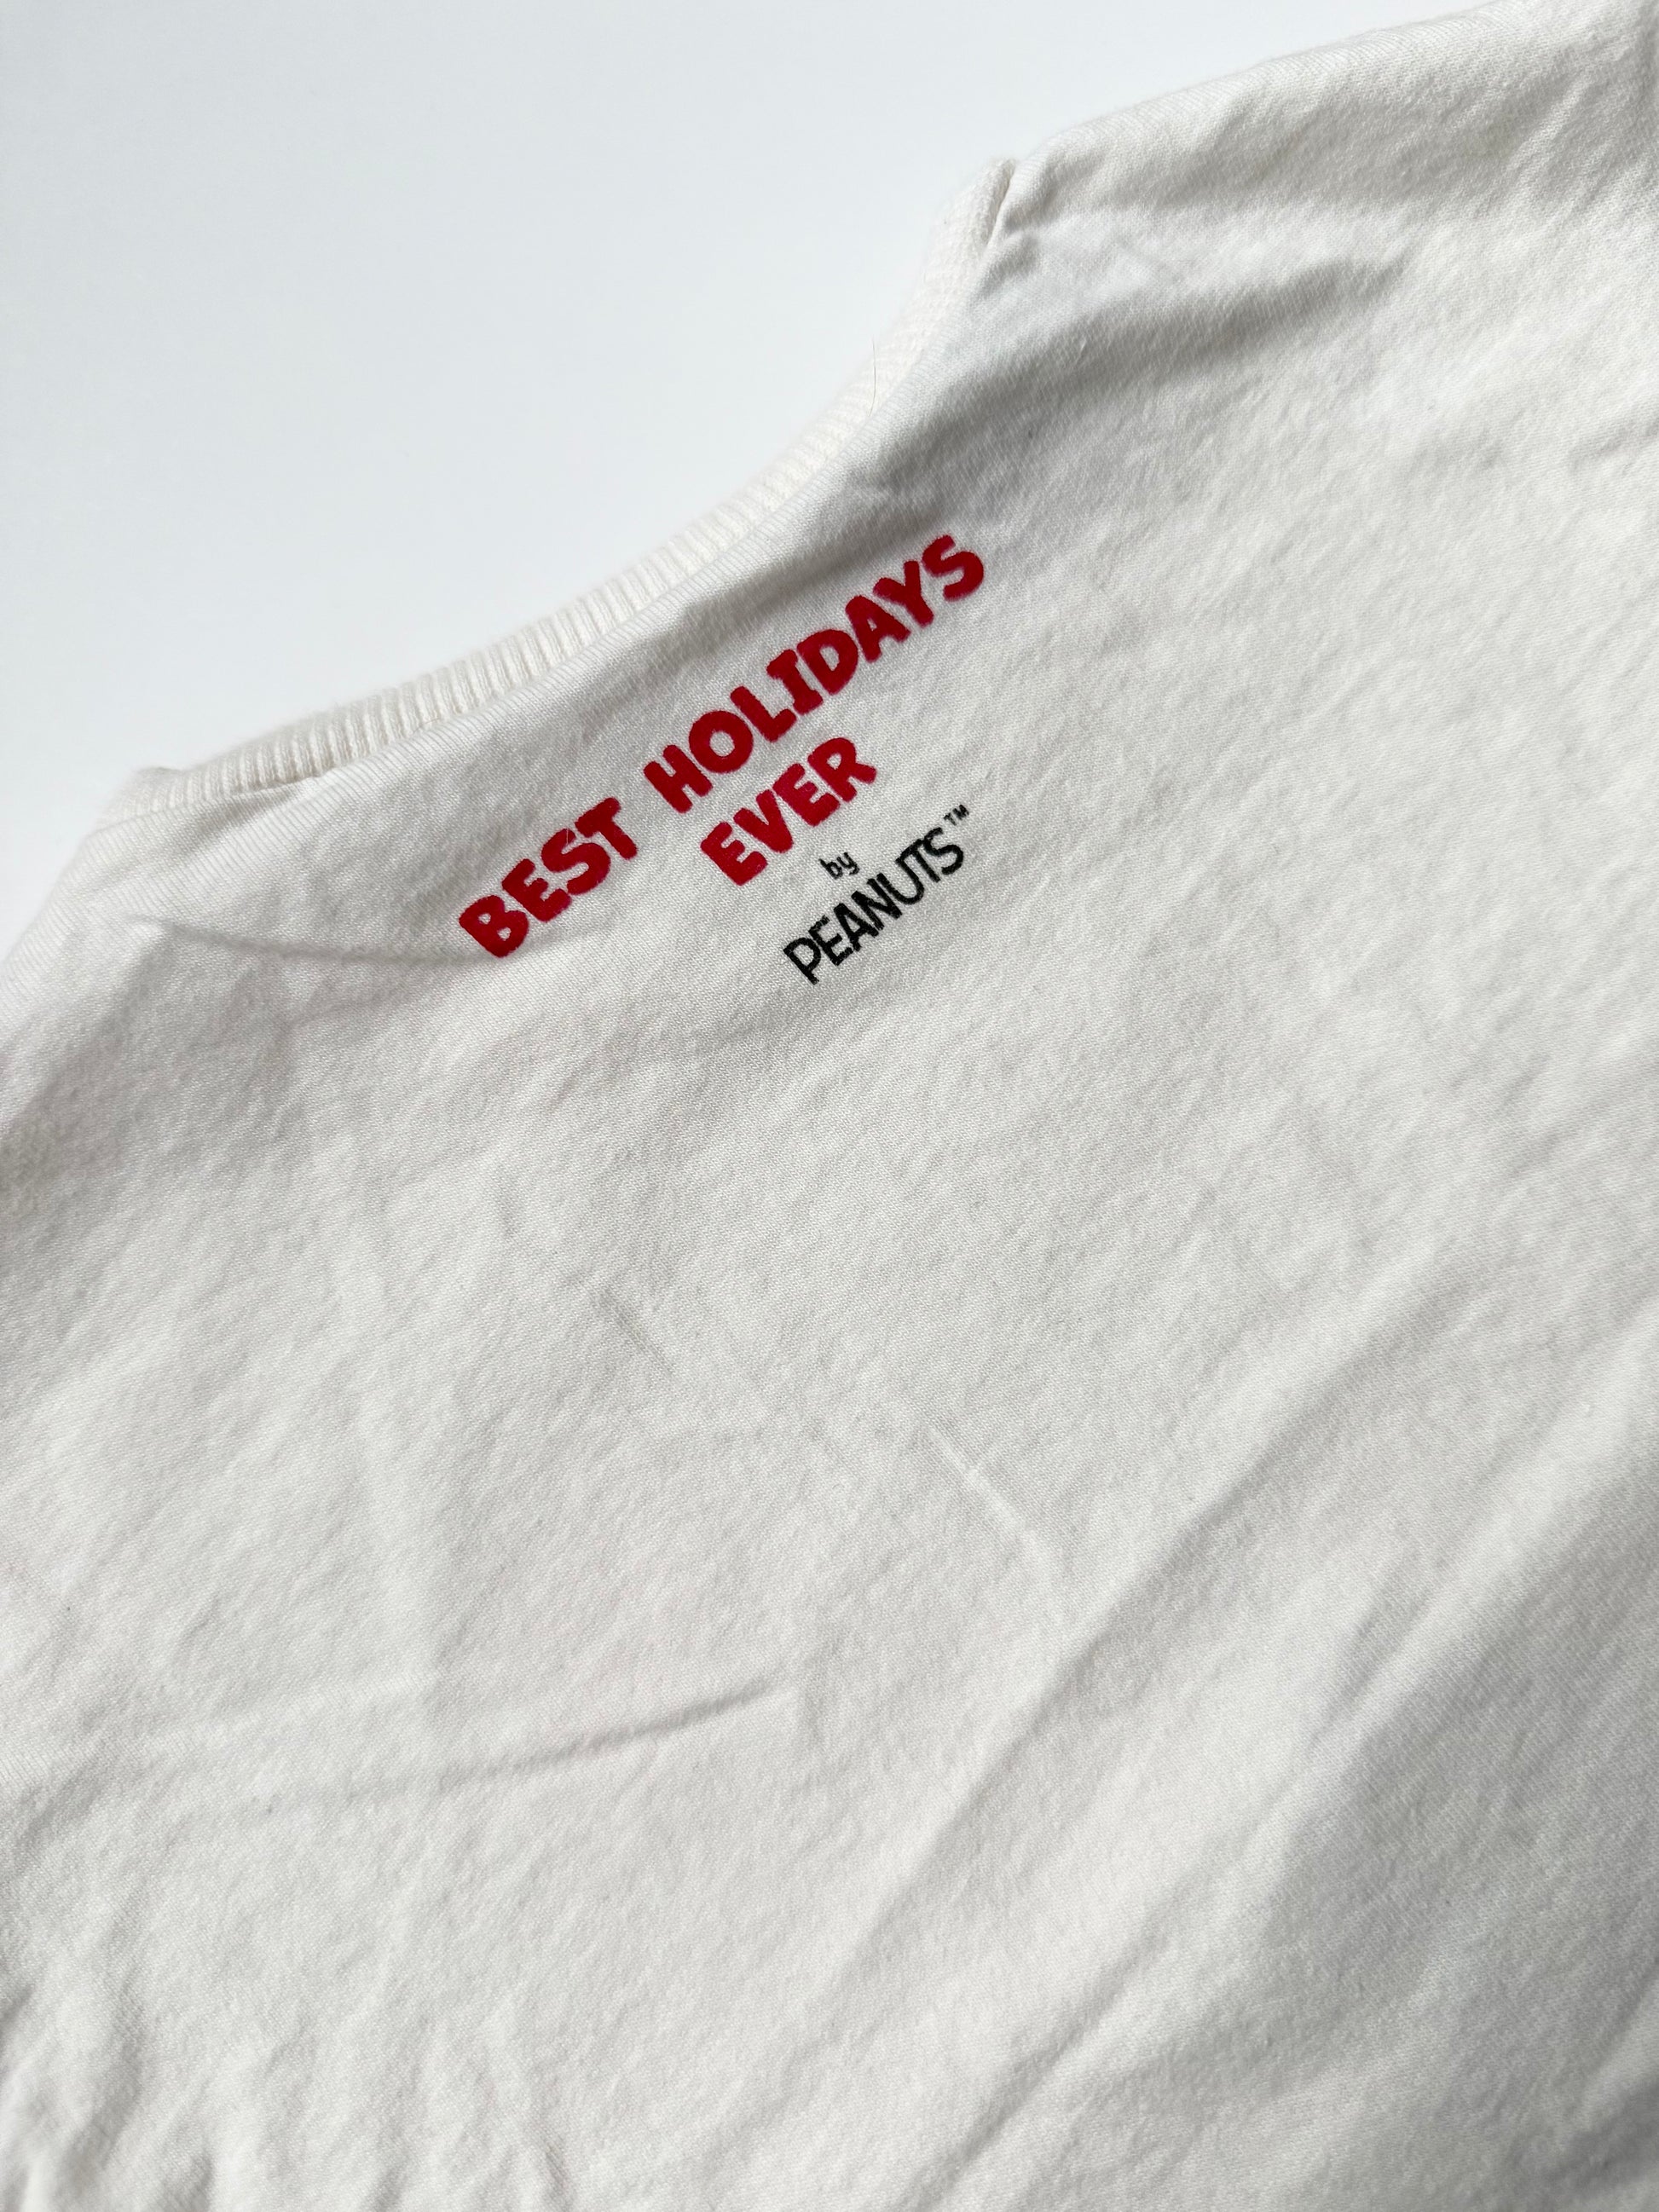 BEST HOLIDAYS
EVER
by
PEANUTS™